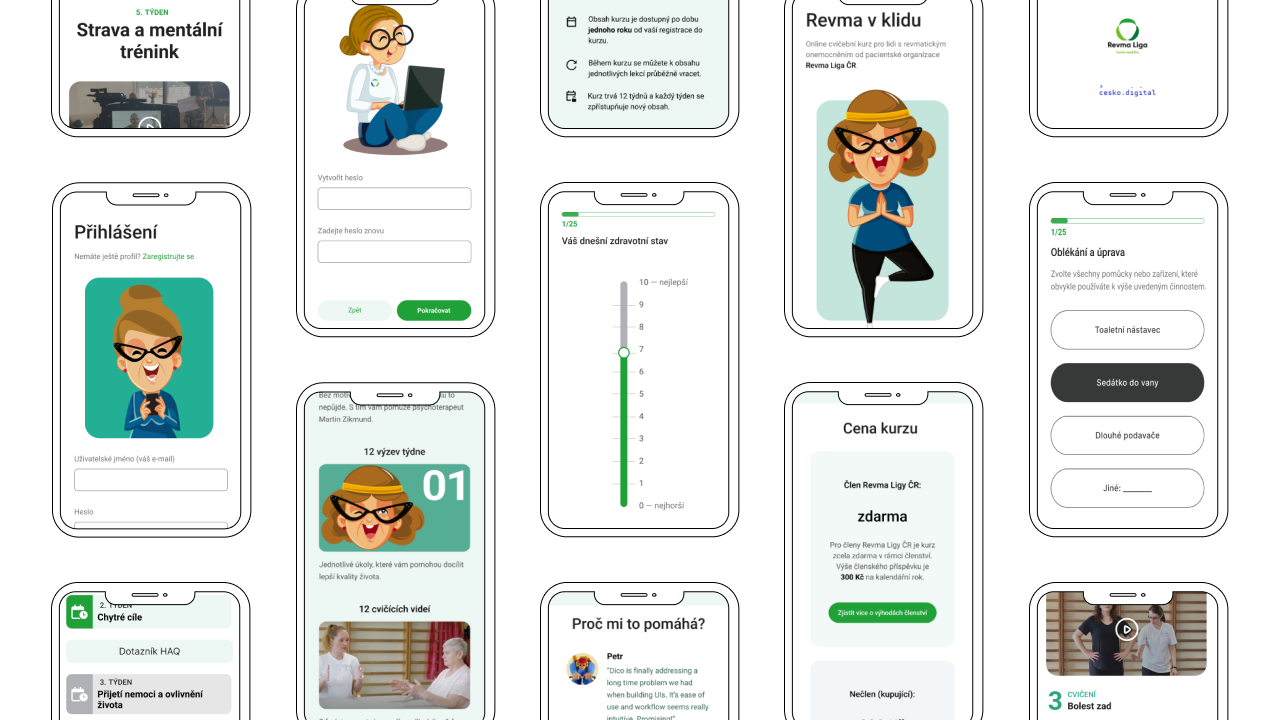 5. TÝDEN
Strava a mentální
trénink
Přihlášení
Nemáte ještě profil? Zaregistrujte se
Uživatelské jméno (váš e-mail)
Heslo
2. TÝDEN
Chytré cíle
Dotazník HAQ
3. TÝDEN
Přijetí nemoci a ovlivnění
života
Vytvořit heslo
Zadejte heslo znovu
Zpět
Pokračovat
nepůjde. S tím vám pomůže psychoterapeut
Martin Zikmund.
12 výzev týdne
01
Jednotlivé úkoly, které vám pomohou docílit
lepší kvality života.
12 cvičících videí
Obsah kurzu je dostupný po dobu
jednoho roku od vaší registrace do
kurzu.
Během kurzu se můžete k obsahu
jednotlivých lekcí průběžně vracet.
Kurz trvá 12 týdnů a každý týden se
zpřístupňuje nový obsah.
1/25
Váš dnešní zdravotní stav
10 — nejlepší
9
8
7
6
5
4
3
2
1
0 — nejhorší
Proč mi to pomáhá?
Petr
"Dico is finally addressing a
long time problem we had
when building UIs. It's ease of
use and workflow seems really
intuitive. Promising!"
Revma v klidu
Online cvičební kurz pro lidi s revmatickým
onemocněním od pacientské organizace
Revma Liga ČR.
Cena kurzu
Člen Revma Ligy ČR:
zdarma
Pro členy Revma Ligy ČR je kurz
zcela zdarma v rámci členství.
Výše členského příspěvku je
300 Kč na kalendářní rok.
Zjistit více o výhodách členství
Nečlen (kupující):
Revma Liga
cesko.digital
1/25
Oblékání a úprava
Zvolte všechny pomůcky nebo zařízení, které
obvykle používáte k výše uvedeným činnostem.
Toaletní nástavec
Sedátko do vany
Dlouhé podavače
Jiné: _______
3
CVIČENÍ
Bolest zad